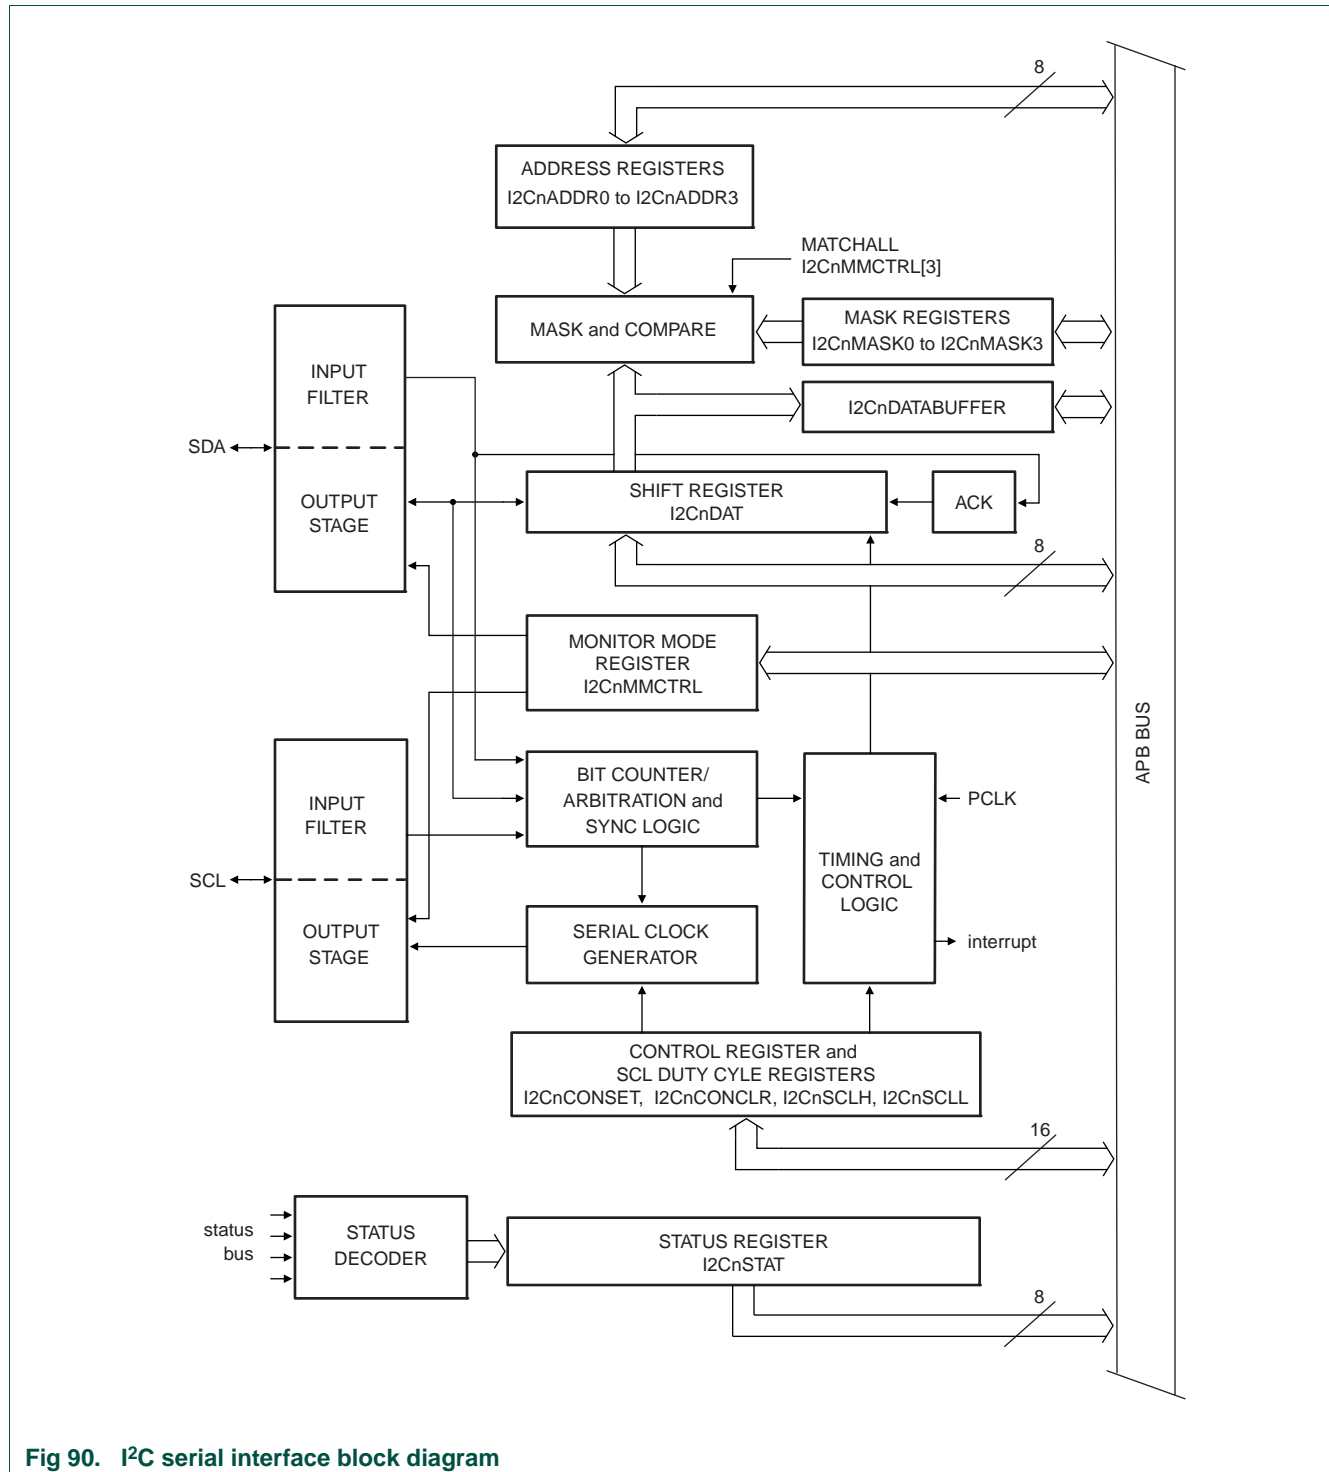 8
ADDRESS REGISTERS
I2CnADDR0 to I2CnADDR3
MATCHALL
I2CnMMCTRL[3]
MASK and COMPARE
MASK REGISTERS
I2CnMASK0 to I2CnMASK3
INPUT
FILTER
I2CnDATABUFFER
SDA
OUTPUT
STAGE
SHIFT REGISTER
I2CnDAT
ACK
8
MONITOR MODE
REGISTER
I2CnMMCTRL
APB BUS
INPUT
FILTER
BIT COUNTER/
ARBITRATION and
SYNC LOGIC
PCLK
SCL
TIMING and
CONTROL
LOGIC
OUTPUT
STAGE
SERIAL CLOCK
GENERATOR
interrupt
CONTROL REGISTER and
SCL DUTY CYLE REGISTERS
I2CnCONSET, I2CnCONCLR, I2CnSCLH, I2CnSCLL
16
status
bus
STATUS
DECODER
STATUS REGISTER
I2CnSTAT
8
Fig 90. I²C serial interface block diagram